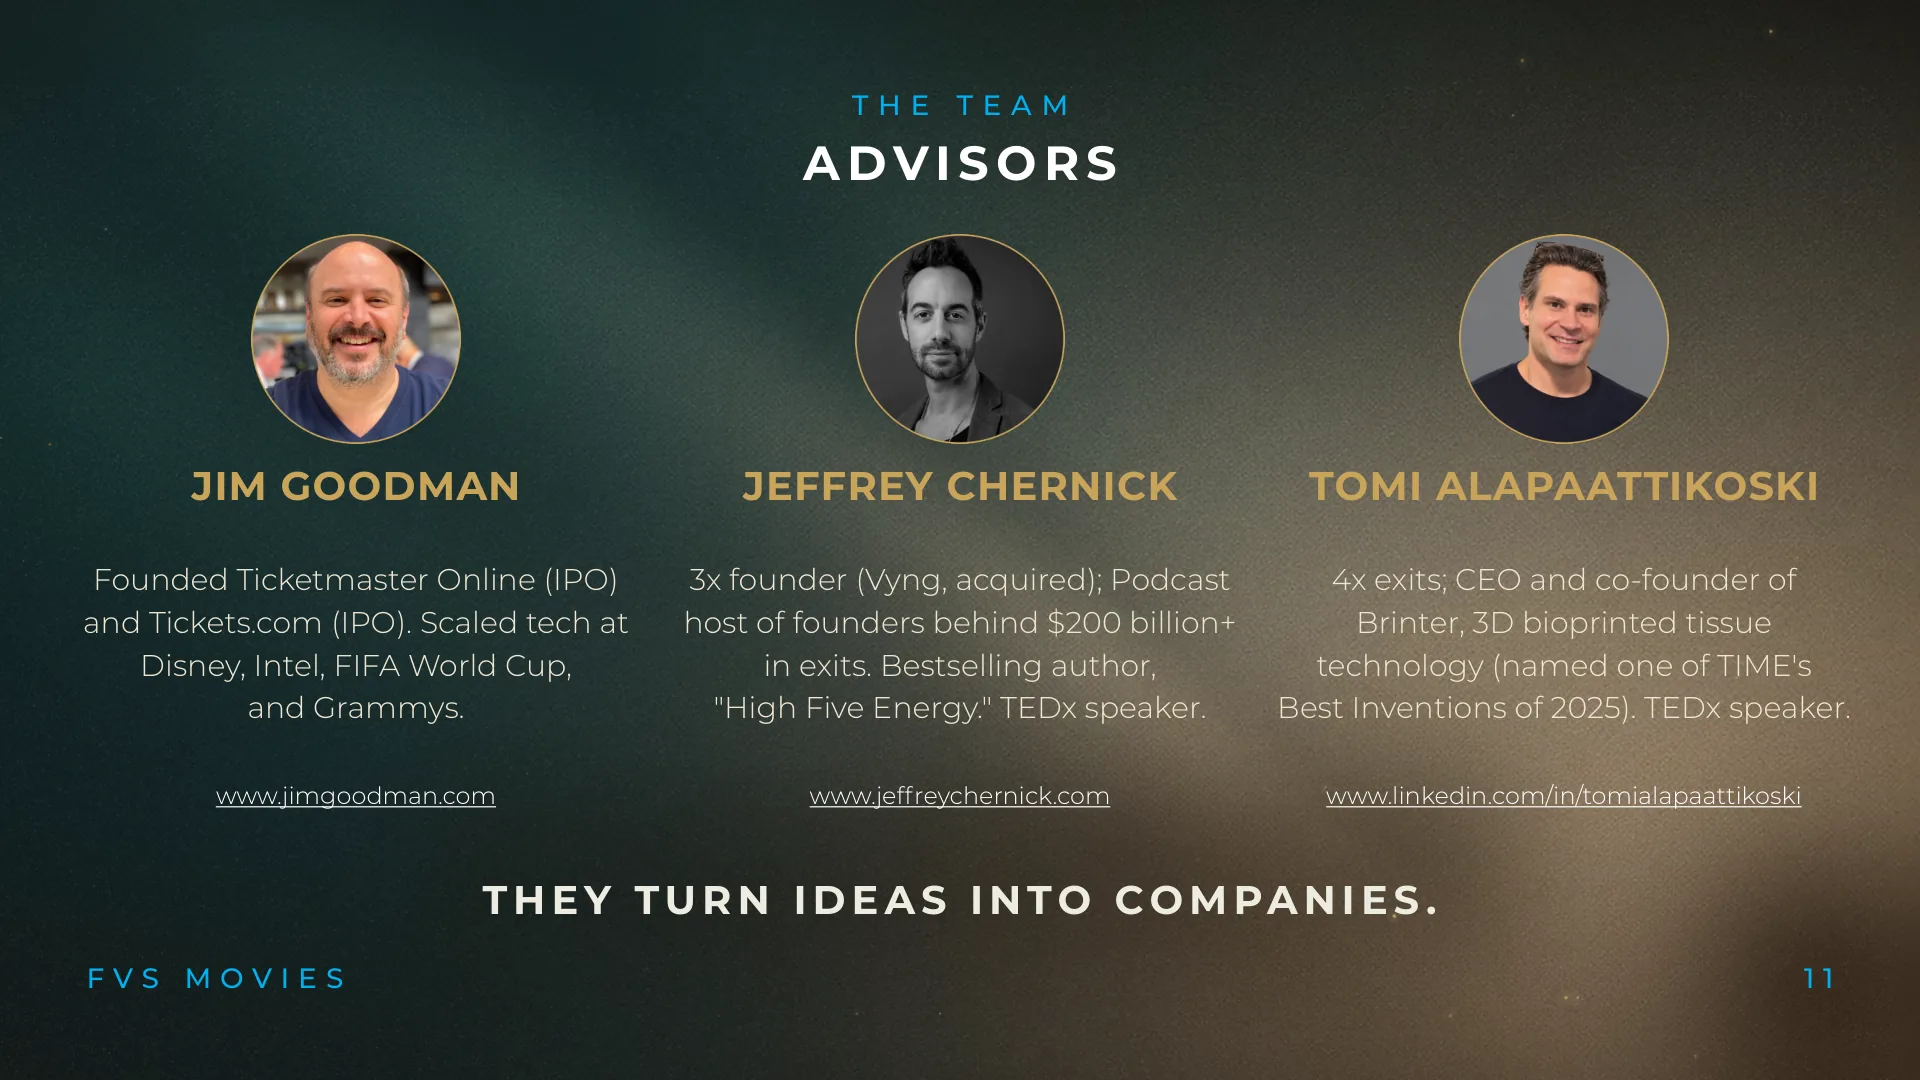 THE TEAM
ADVISORS
JIM GOODMAN
Founded Ticketmaster Online (IPO)
and Tickets.com (IPO). Scaled tech at
Disney, Intel, FIFA World Cup,
and Grammys.
www.jimgoodman.com
JEFFREY CHERNICK
3x founder (Vyng, acquired); Podcast
host of founders behind $200 billion+
in exits. Bestselling author,
"High Five Energy." TEDx speaker.
www.jeffreychernick.com
TOMI ALAPAATTIKOSKI
4x exits; CEO and co-founder of
Brinter, 3D bioprinted tissue
technology (named one of TIME's
Best Inventions of 2025). TEDx speaker.
www.linkedin.com/in/tomialapaattikoski
THEY TURN IDEAS INTO COMPANIES.
FVS MOVIES
11